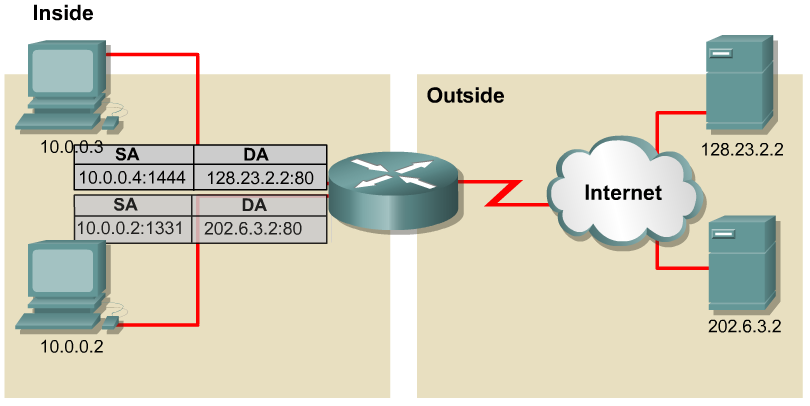 Inside
Outside
10.0.0.3
SA DA
10.0.0.4:1444 128.23.2.2:80
SA DA
10.0.0.2:1331 202.6.3.2:80
10.0.0.2
Internet
128.23.2.2
202.6.3.2